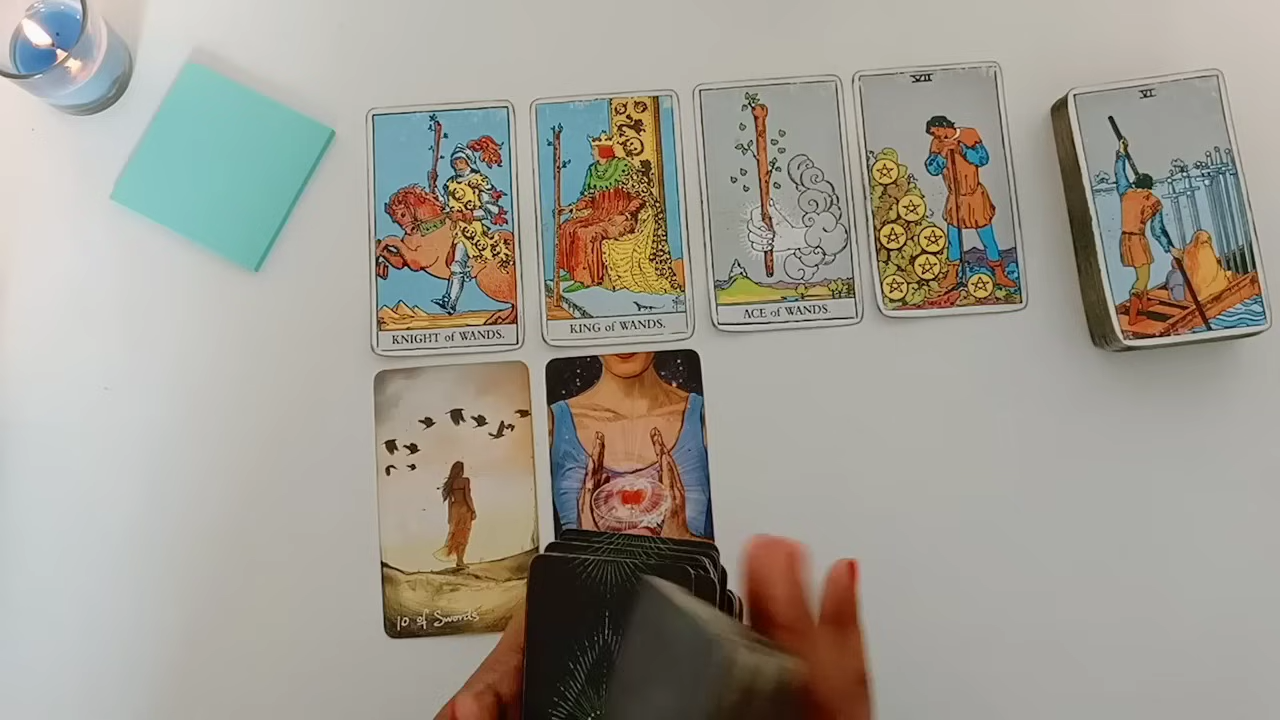 VII
VI
KNIGHT of WANDS.
KING of WANDS.
ACE of WANDS.
10 of Swords